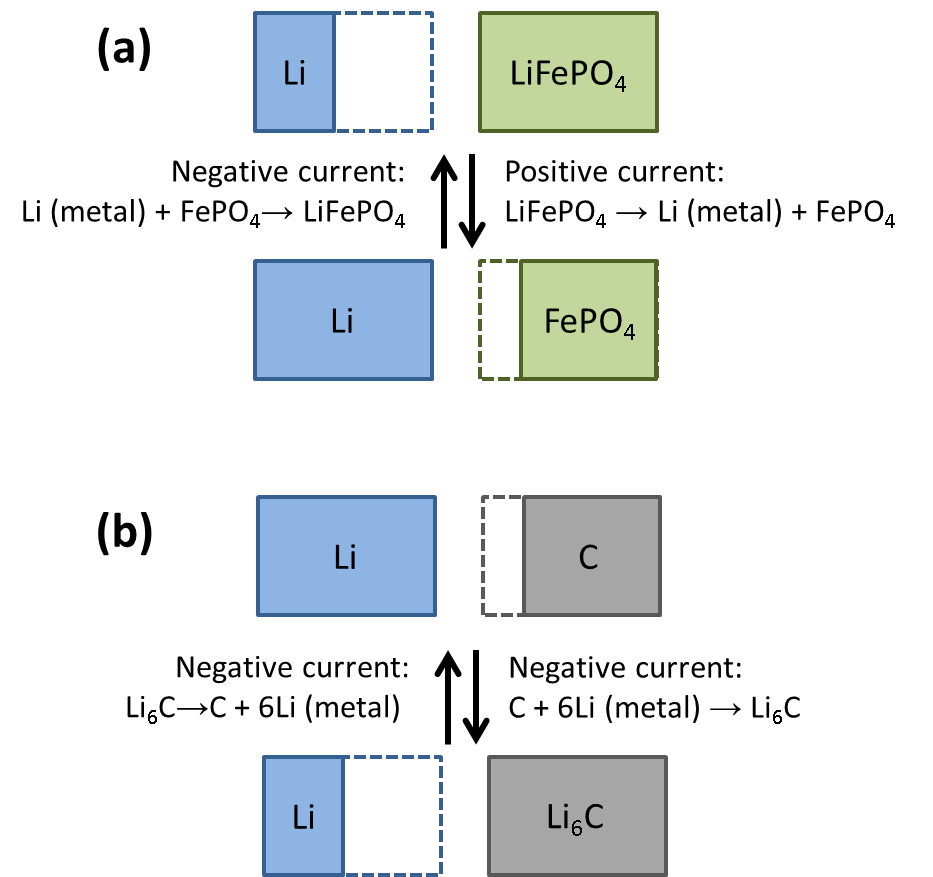 (a)
Li
LiFePO₄
Negative current:
Li (metal) + FePO₄→ LiFePO₄
Positive current:
LiFePO₄ → Li (metal) + FePO₄
Li
FePO₄
(b)
Li
C
Negative current:
Li₆C→C + 6Li (metal)
Negative current:
C + 6Li (metal) → Li₆C
Li
Li₆C